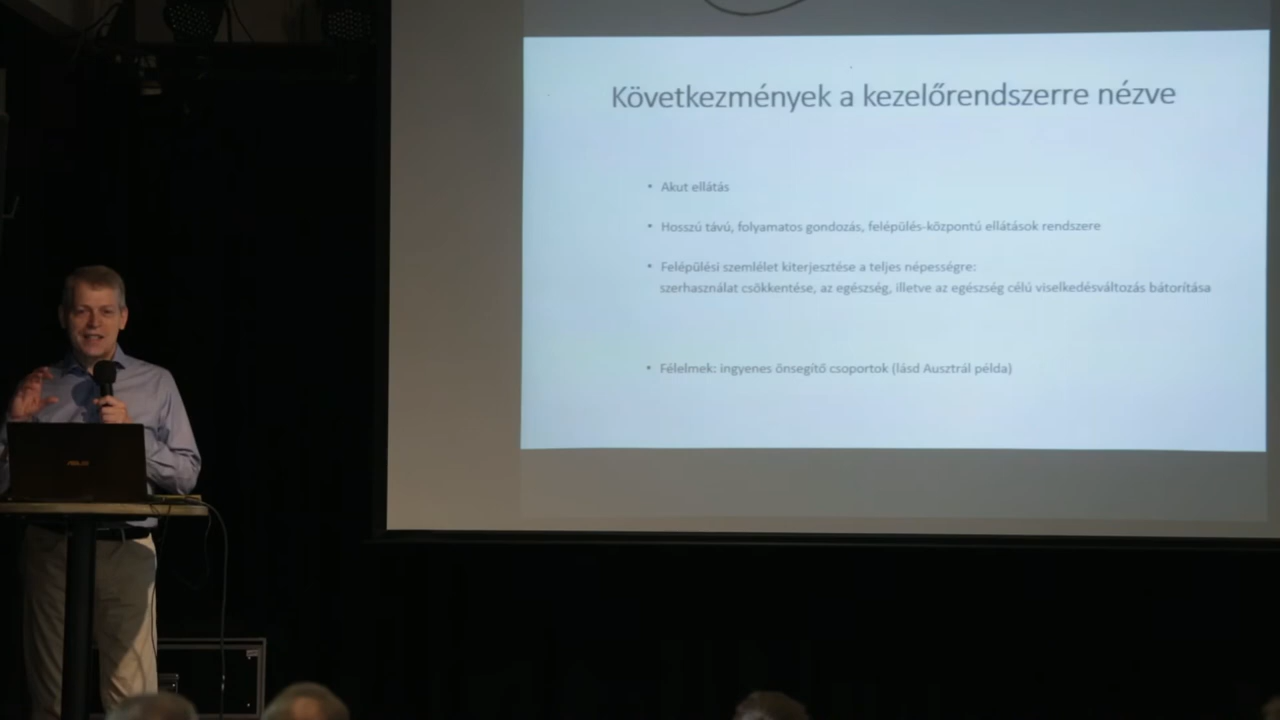 Következmények a kezelőrendszerre nézve
• Akut ellátás
• Hosszú távú, folyamatos gondozás, felépülés-központú ellátások rendszere
• Felépülési szemlélet kiterjesztése a teljes népességre:
szerhasználat csökkentése, az egészség, illetve az egészség célú viselkedésváltozás bátorítása
• Félelmek: ingyenes önsegítő csoportok (lásd Ausztrál példa)
ASUS